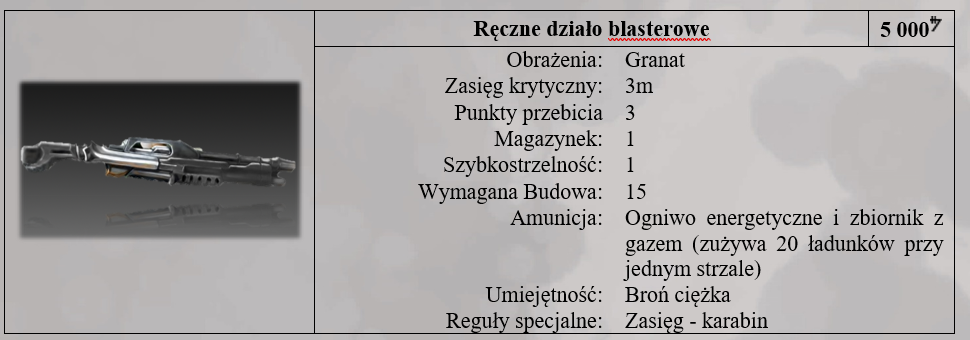 Ręczne działo blasterowe 5 000
Obrażenia: Granat
Zasięg krytyczny: 3m
Punkty przebicia 3
Magazynek: 1
Szybkostrzelność: 1
Wymagana Budowa: 15
Amunicja: Ogniwo energetyczne i zbiornik z
gazem (zużywa 20 ładunków przy
jednym strzale)
Umiejętność: Broń ciężka
Reguły specjalne: Zasięg - karabin